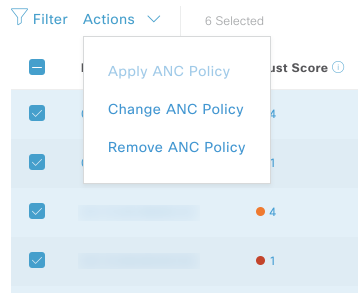 Filter Actions 6 Selected
Apply ANC Policy
ust Score
Change ANC Policy
4
Remove ANC Policy
1
4
1